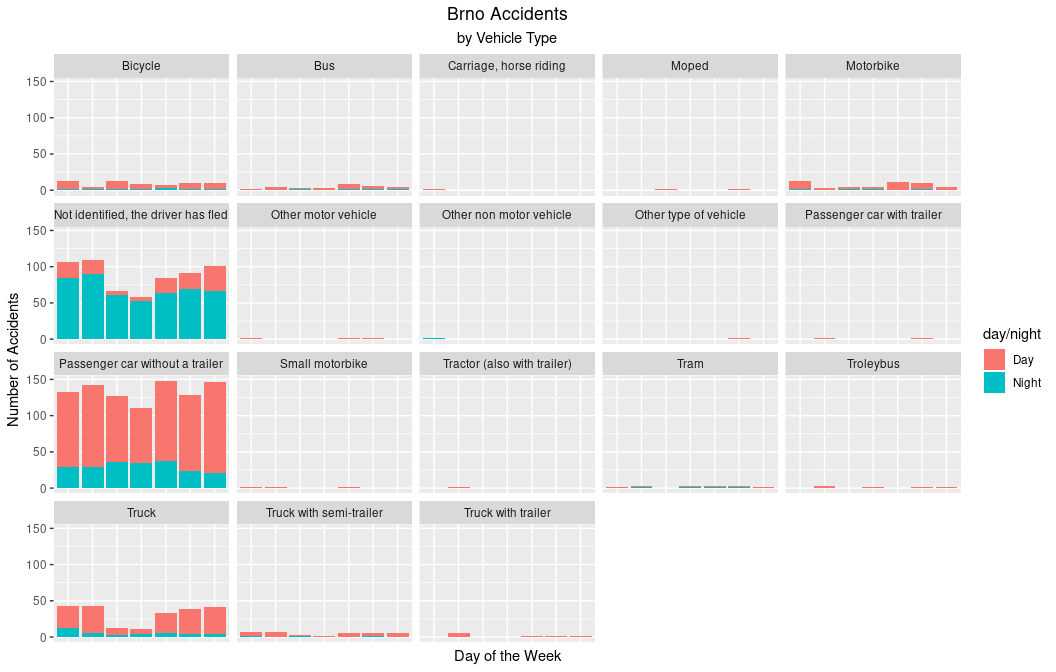 Brno Accidents
by Vehicle Type
Bicycle Bus Carriage, horse riding Moped Motorbike
150
100
50
0
Not identified, the driver has fled Other motor vehicle Other non motor vehicle Other type of vehicle Passenger car with trailer
150
100
50
0
Passenger car without a trailer Small motorbike Tractor (also with trailer) Tram Troleybus
150
100
50
0
Truck Truck with semi-trailer Truck with trailer
150
100
50
0
Number of Accidents
Day of the Week
day/night
Day
Night